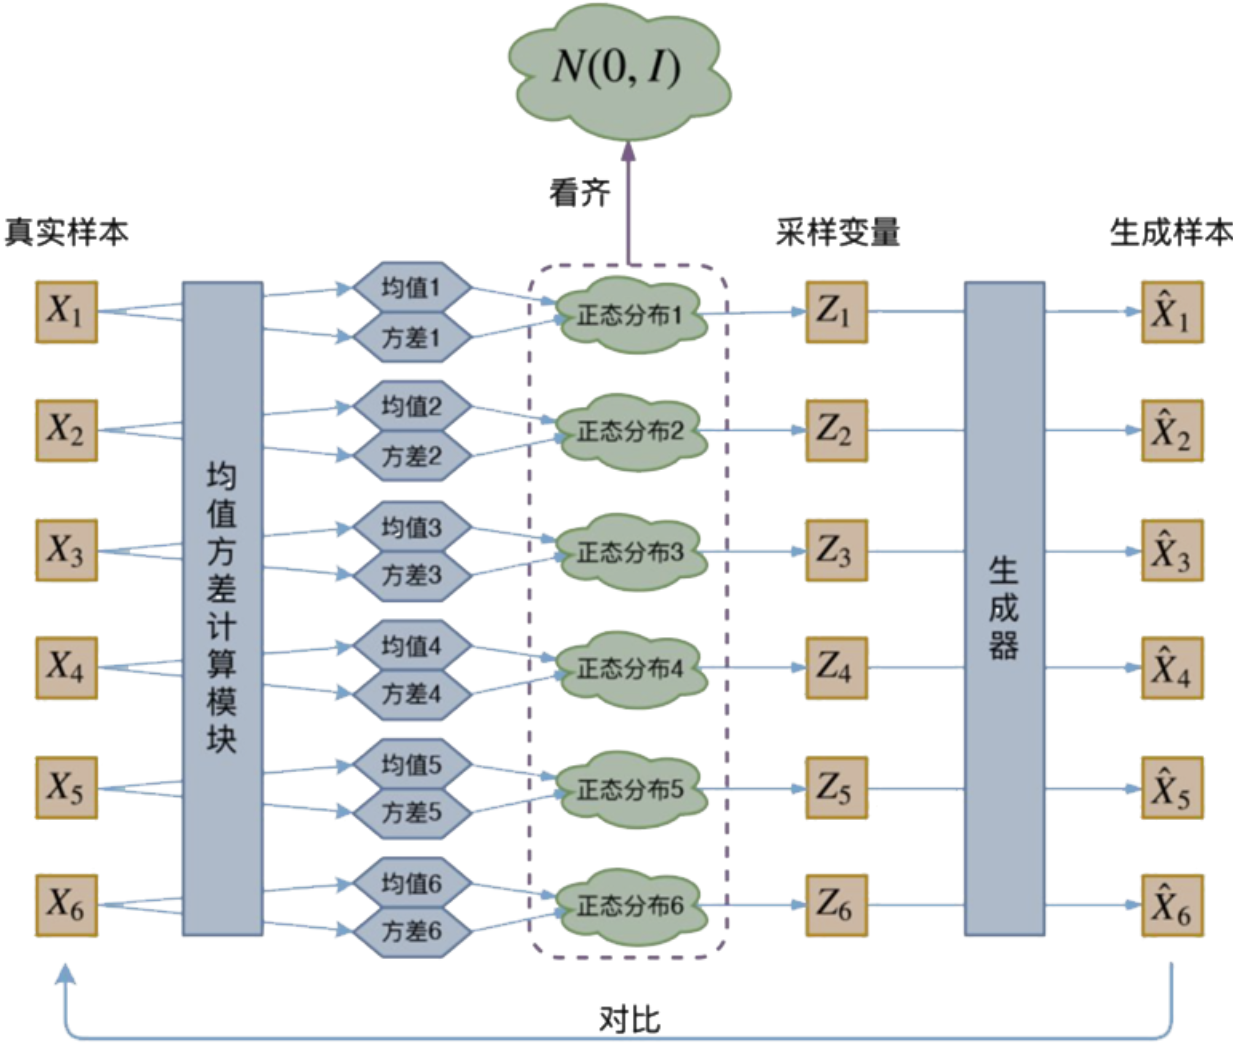 N(0, I)
看齐
真实样本
采样变量
生成样本
X₁
均值1
方差1
正态分布1
Z₁
X̂₁
X₂
均值2
方差2
正态分布2
Z₂
X̂₂
X₃
均值3
方差3
正态分布3
Z₃
X̂₃
X₄
均值4
方差4
正态分布4
Z₄
X̂₄
X₅
均值5
方差5
正态分布5
Z₅
X̂₅
X₆
均值6
方差6
正态分布6
Z₆
X̂₆
均值方差计算模块
生成器
对比